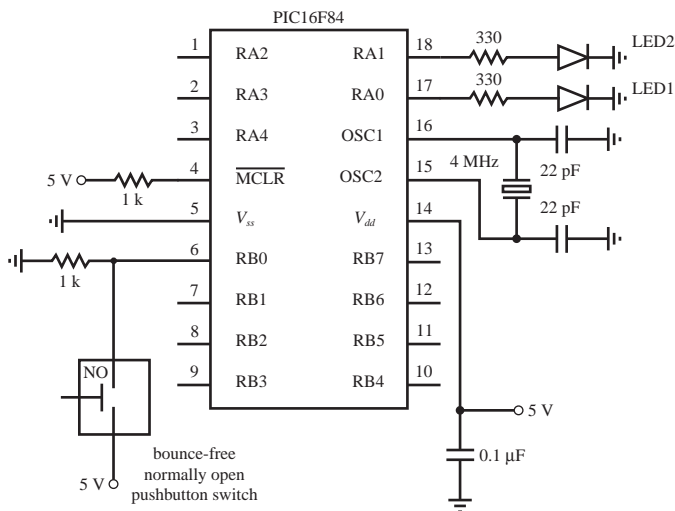 PIC16F84
1 RA2 RA1 18 330 LED2
2 RA3 RA0 17 330 LED1
3 RA4 OSC1 16
4 MCLR OSC2 15 4 MHz 22 pF
5 V 1 k
5 Vss Vdd 14 22 pF
6 RB0 RB7 13
1 k
7 RB1 RB6 12
8 RB2 RB5 11
9 RB3 RB4 10
NO
5 V
0.1 µF
bounce-free
normally open
pushbutton switch
5 V